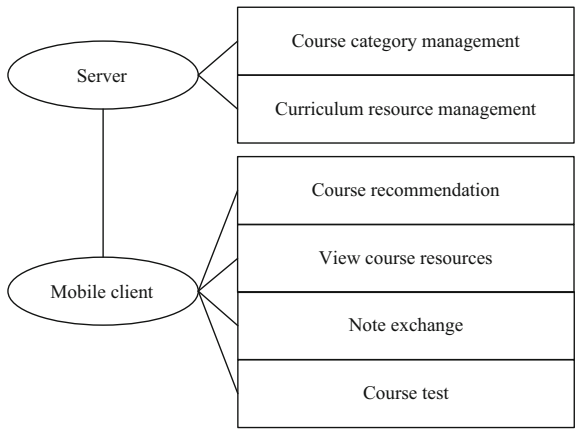 Server
Course category management
Curriculum resource management
Mobile client
Course recommendation
View course resources
Note exchange
Course test